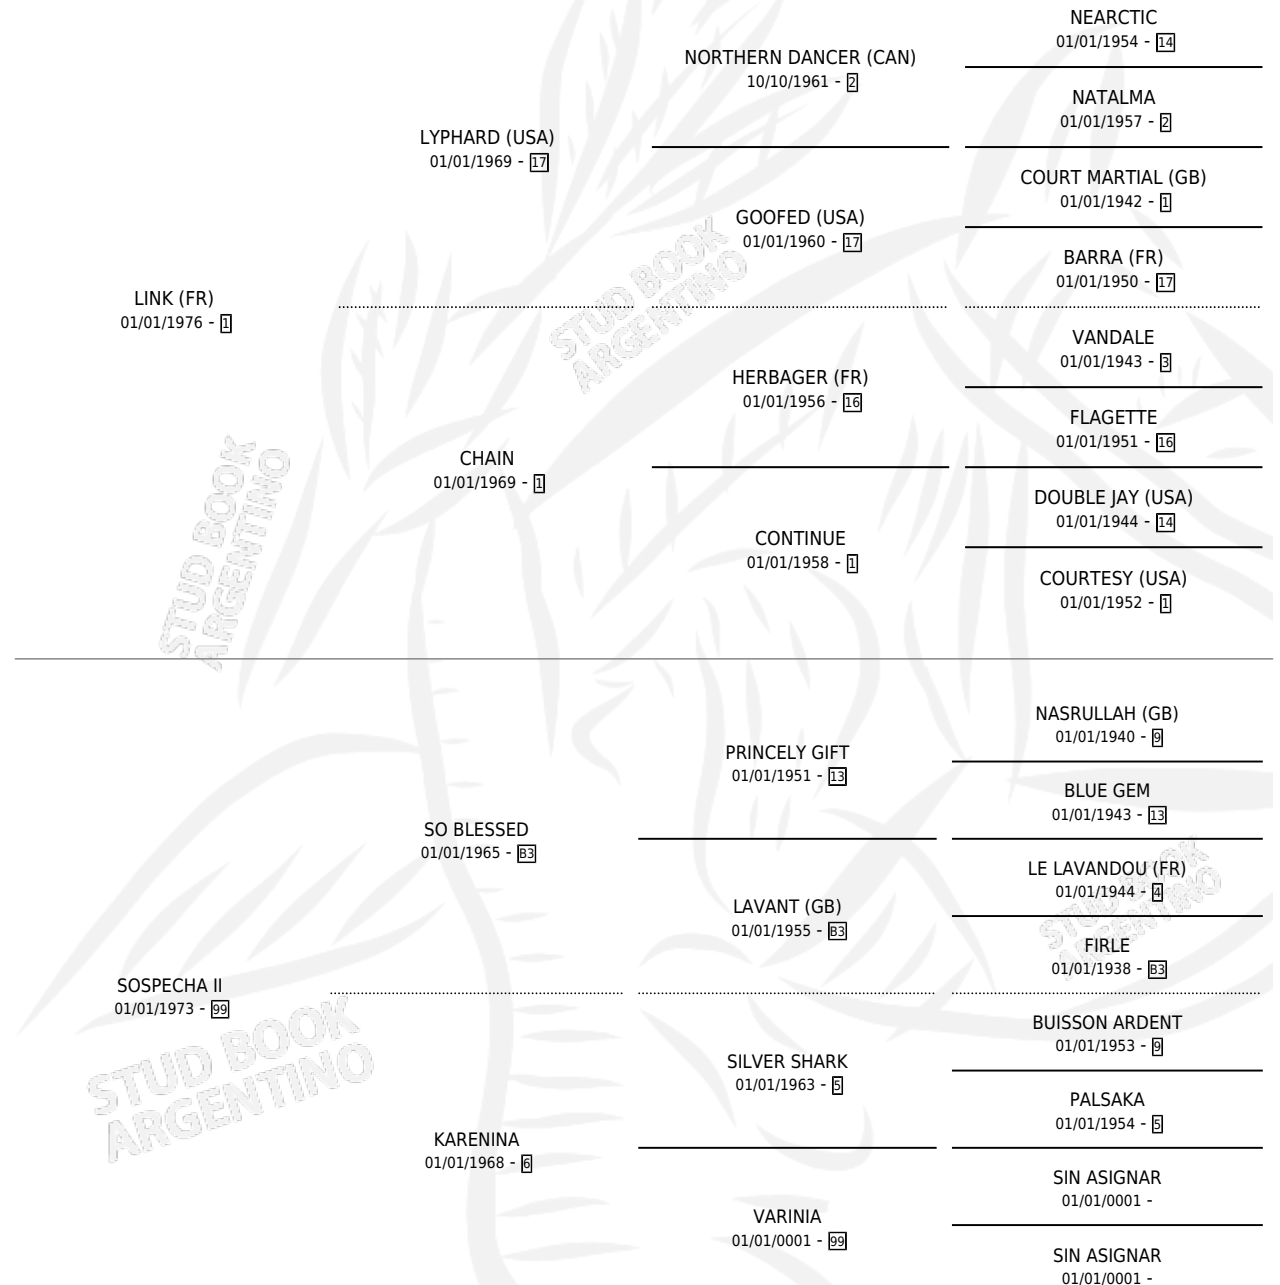 NEARCTIC
01/01/1954 - 14
NORTHERN DANCER (CAN)
10/10/1961 - 2
NATALMA
01/01/1957 - 2
LYPHARD (USA)
01/01/1969 - 17
COURT MARTIAL (GB)
01/01/1942 - 1
GOOFED (USA)
01/01/1960 - 17
BARRA (FR)
01/01/1950 - 17
LINK (FR)
01/01/1976 - 1
STUD BOOK
ARGENTINO
VANDALE
01/01/1943 - 3
HERBAGER (FR)
01/01/1956 - 16
FLAGETTE
01/01/1951 - 16
CHAIN
01/01/1969 - 1
DOUBLE JAY (USA)
01/01/1944 - 14
CONTINUE
01/01/1958 - 1
COURTESY (USA)
01/01/1952 - 1
STUD BOOK
ARGENTINO
NASRULLAH (GB)
01/01/1940 - 9
PRINCELY GIFT
01/01/1951 - 13
BLUE GEM
01/01/1943 - 13
SO BLESSED
01/01/1965 - B3
LE LAVANDOU (FR)
01/01/1944 - 4
LAVANT (GB)
01/01/1955 - B3
STUD BOOK
ARGENTINO
FIRLE
01/01/1938 - B3
SOSPECHA II
01/01/1973 - 99
BUISSON ARDENT
01/01/1953 - 9
SILVER SHARK
01/01/1963 - 5
STUD BOOK
ARGENTINO
PALSAKA
01/01/1954 - 5
KARENINA
01/01/1968 - 6
SIN ASIGNAR
01/01/0001 -
VARINIA
01/01/0001 - 99
SIN ASIGNAR
01/01/0001 -